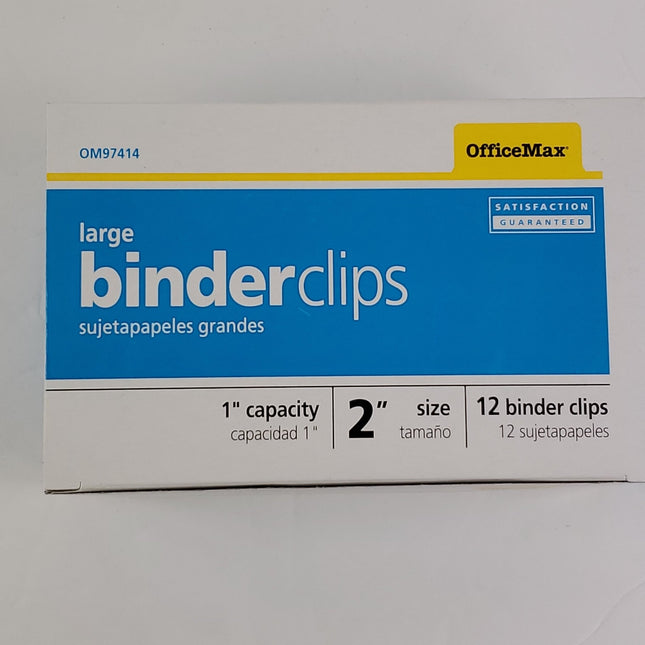 OM97414
OfficeMax®
SATISFACTION
GUARANTEED
large
binderclips
sujetapapeles grandes
1" capacity
capacidad 1"
2" size
tamaño
12 binder clips
12 sujetapapeles